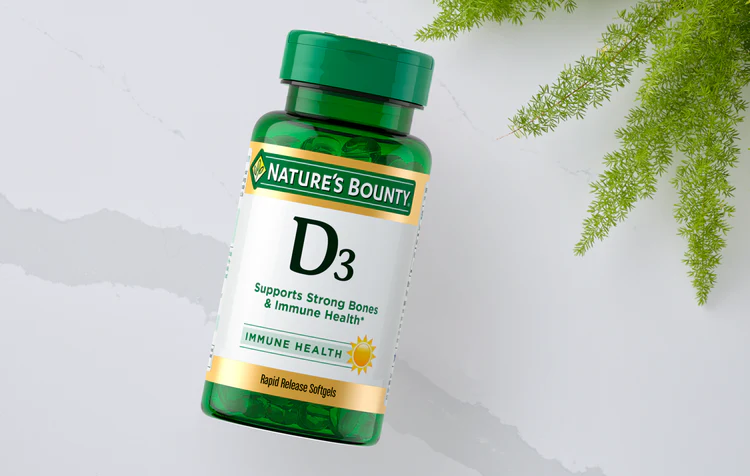 NATURE'S BOUNTY®
D3
Supports Strong Bones
& Immune Health*
IMMUNE HEALTH
Rapid Release Softgels